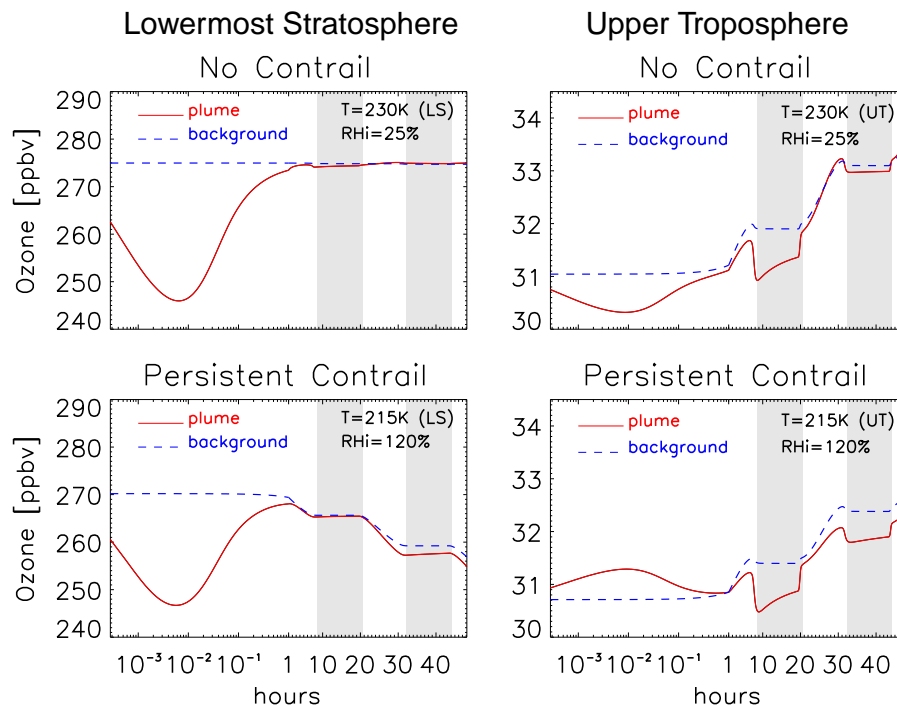 Lowermost Stratosphere
Upper Troposphere
No Contrail
No Contrail
290
280
270
260
250
240
Ozone [ppbv]
plume
background
T=230K (LS)
RHi=25%
34
33
32
31
30
plume
background
T=230K (UT)
RHi=25%
Persistent Contrail
Persistent Contrail
290
280
270
260
250
240
Ozone [ppbv]
plume
background
T=215K (LS)
RHi=120%
34
33
32
31
30
plume
background
T=215K (UT)
RHi=120%
10⁻³ 10⁻² 10⁻¹ 1 10 20 30 40
hours
10⁻³ 10⁻² 10⁻¹ 1 10 20 30 40
hours